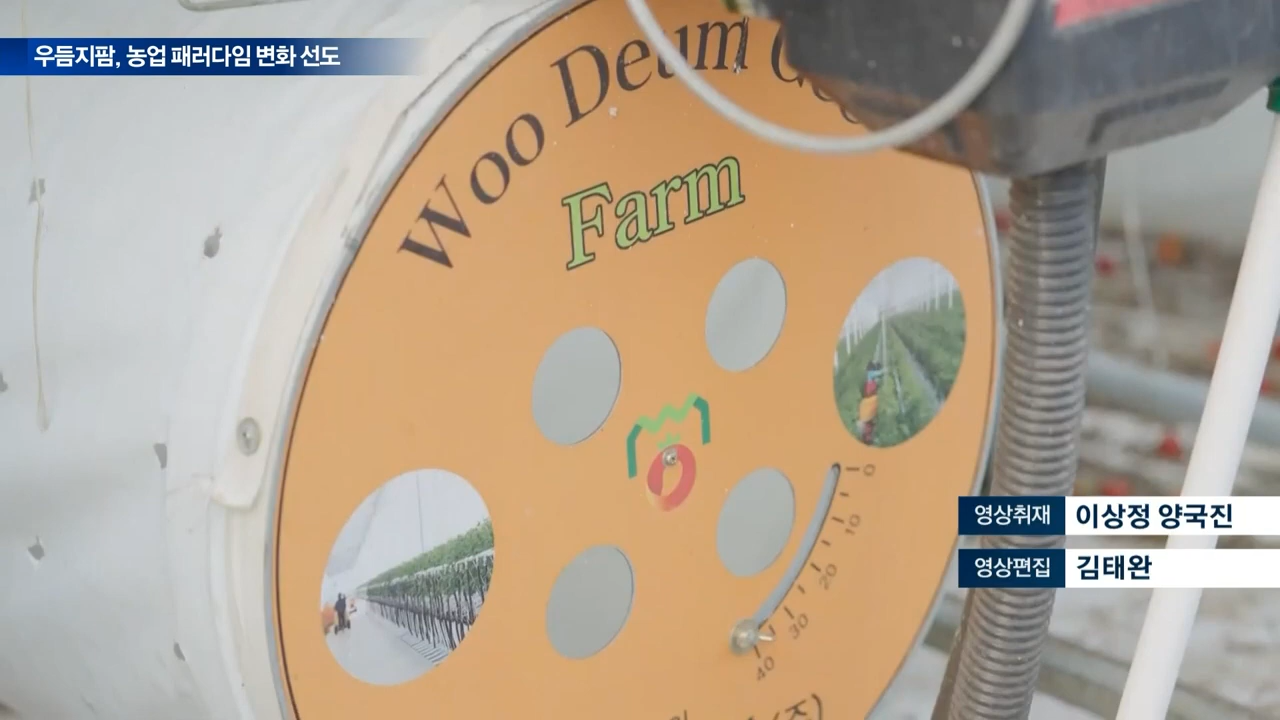 우듬지팜, 농업 패러다임 변화 선도
Woo Deum
Farm
0
10
20
30
40
영상취재 이상정 양국진
영상편집 김태완
(주)